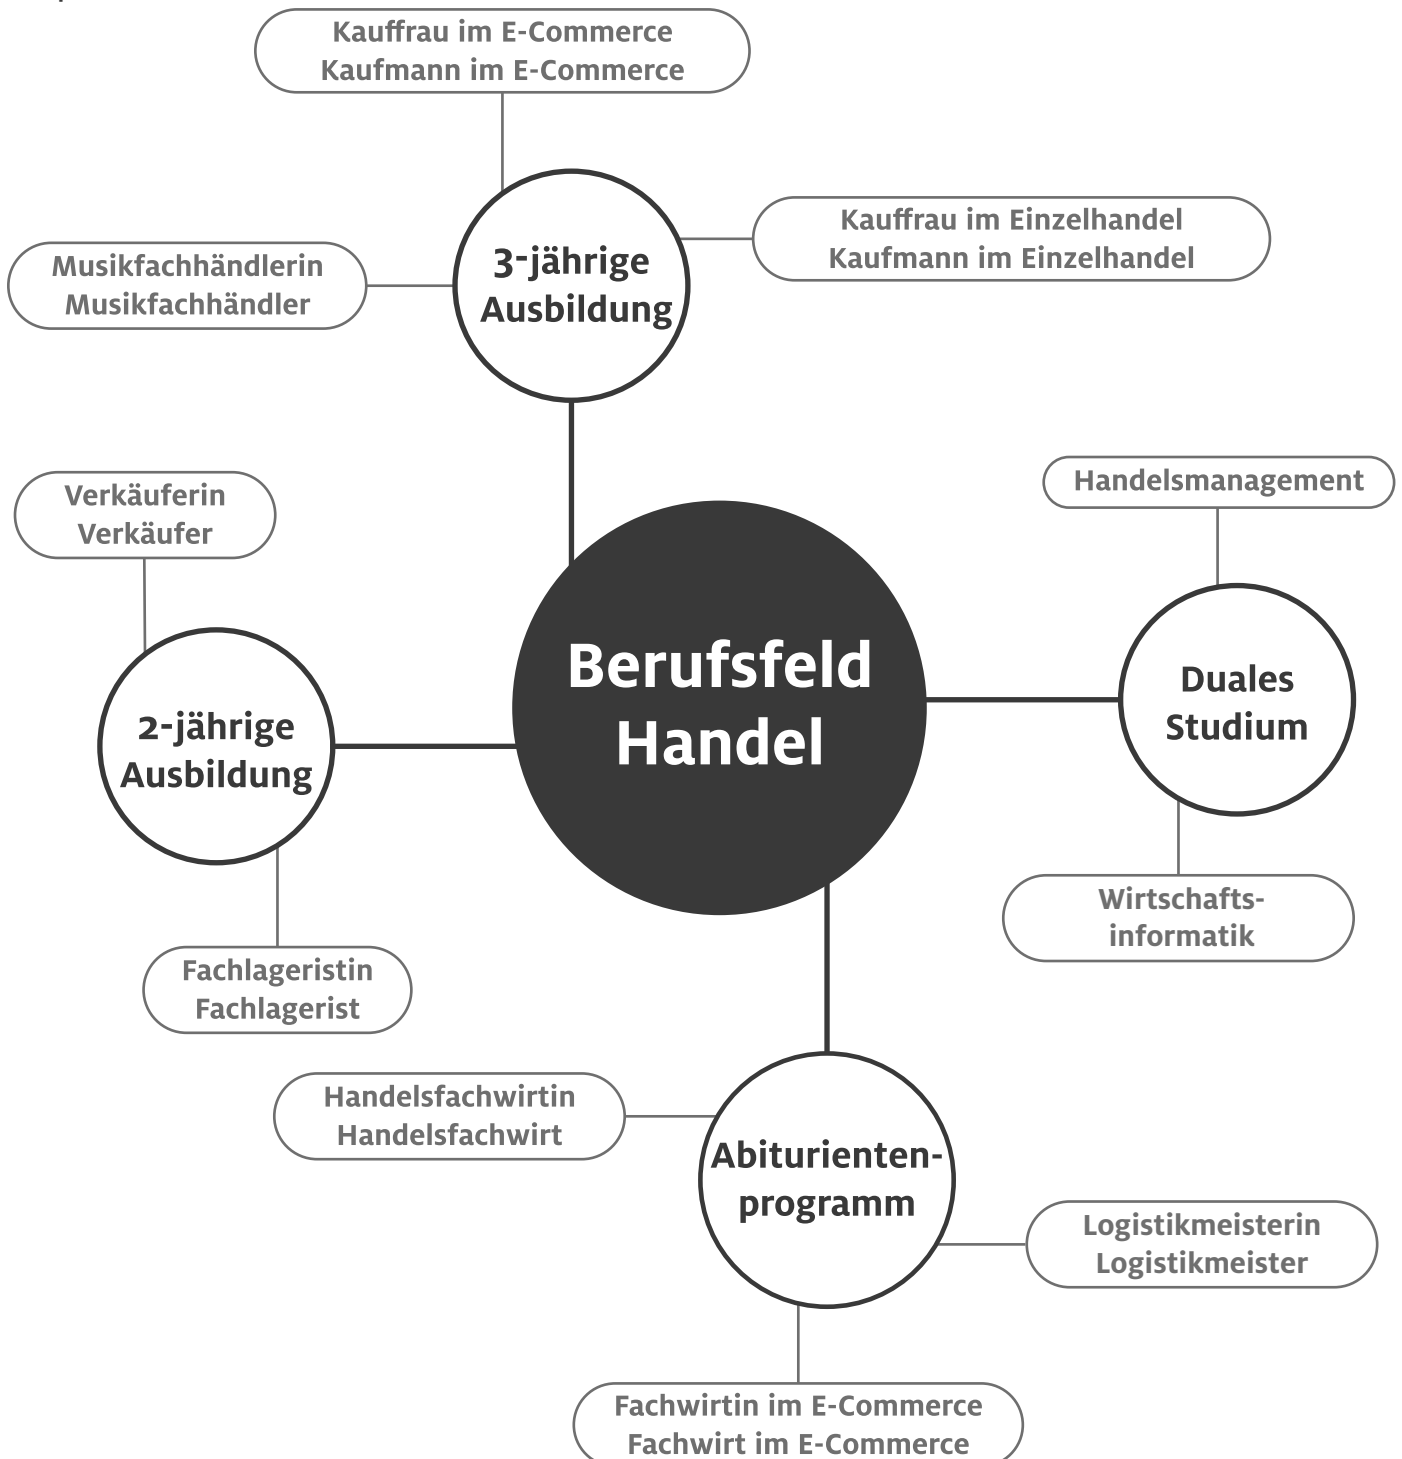 Kauffrau im E-Commerce
Kaufmann im E-Commerce
Kauffrau im Einzelhandel
Kaufmann im Einzelhandel
Musikfachhändlerin
Musikfachhändler
3-jährige
Ausbildung
Verkäuferin
Verkäufer
Handelsmanagement
Berufsfeld
Handel
Duales
Studium
2-jährige
Ausbildung
Wirtschafts-
informatik
Fachlageristin
Fachlagerist
Handelsfachwirtin
Handelsfachwirt
Abiturienten-
programm
Logistikmeisterin
Logistikmeister
Fachwirtin im E-Commerce
Fachwirt im E-Commerce